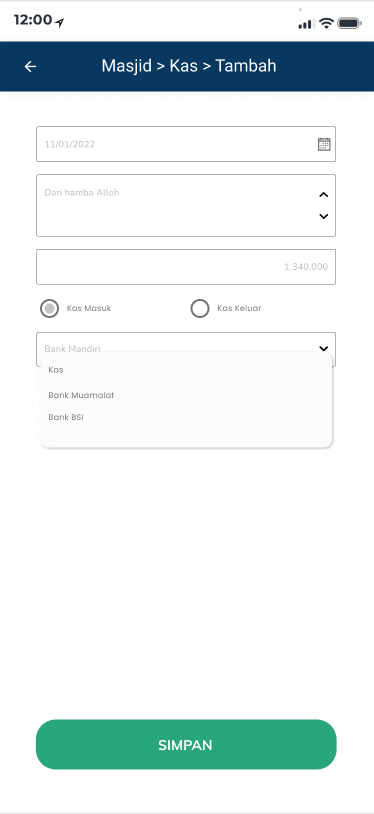 12:00
Masjid > Kas > Tambah
11/01/2022
Dari hamba Alloh
1.340.000
Kas Masuk Kas Keluar
Bank Mandiri
Kas
Bank Muamalat
Bank BSI
SIMPAN